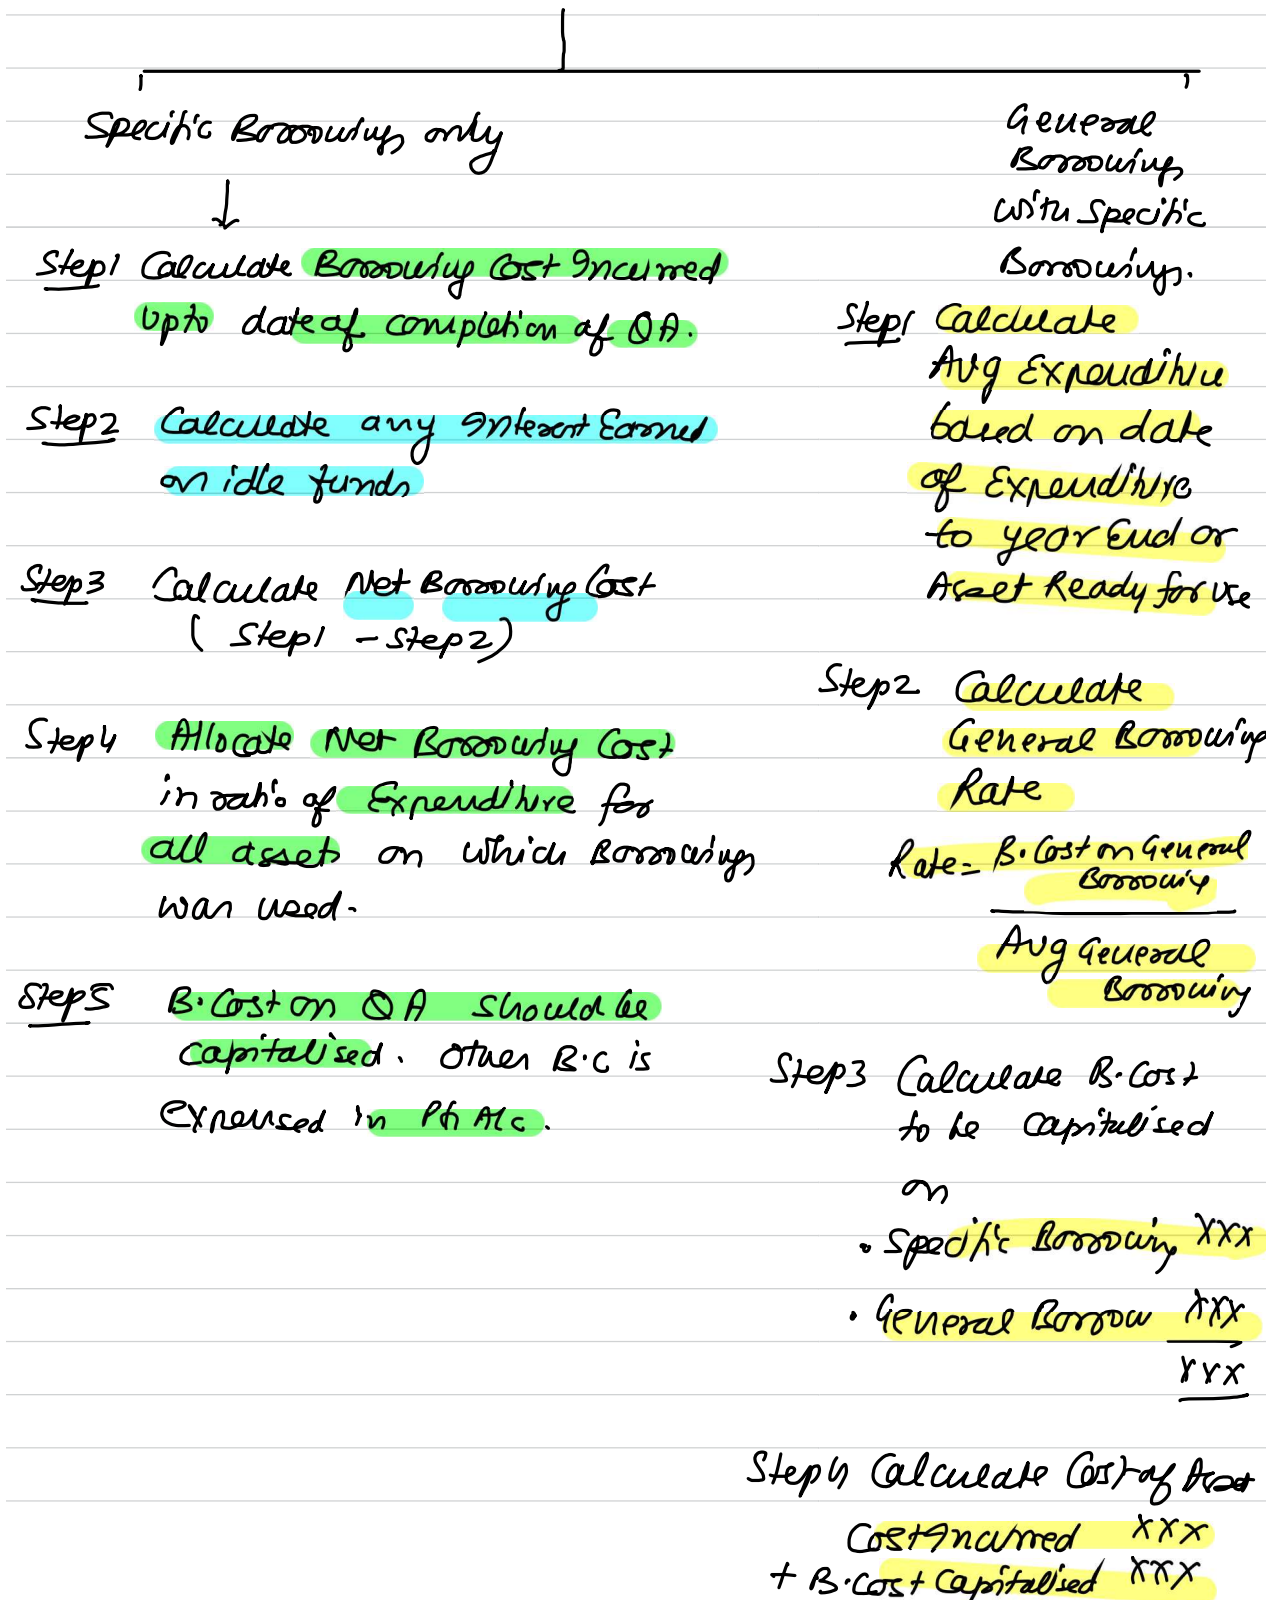 Specific Borrowings only
Step1 Calculate Borrowing Cost Incurred
upto date of completion of QA.
Step2 Calculate any Interest Earned
on idle funds
Step3 Calculate Net Borrowing Cost
( Step1 - Step2 )
Step4 Allocate Net Borrowing Cost
in ratio of Expenditure for
all assets on which Borrowings
was used.
Step5 B.Cost on QA should be
capitalised. Other B.C is
expensed in P&L A/c.
General
Borrowings
with Specific
Borrowings.
Step1 Calculate
Avg Expenditure
based on date
of Expenditure
to year End or
Asset Ready for use
Step2 Calculate
General Borrowing
Rate
Rate = B.Cost on General
Borrowing
Avg General
Borrowing
Step3 Calculate B.Cost
to be capitalised
on
• Specific Borrowing XXX
• General Borrow XXX
XXX
Step4 Calculate Cost of Asset
Cost Incurred XXX
+ B.Cost Capitalised XXX